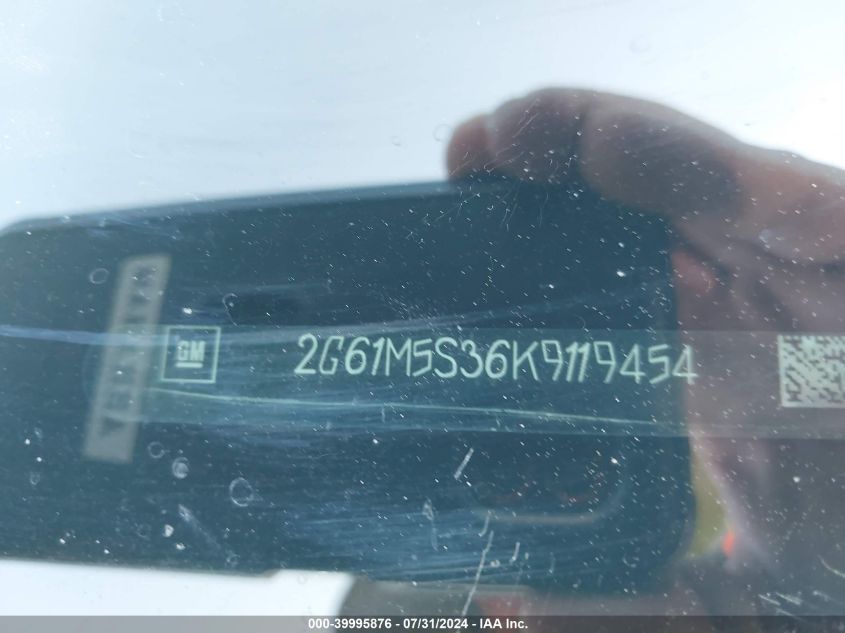 GM 2G61M5S36K9119454
000-39995876 / 07/31/2024 - IAA Inc.